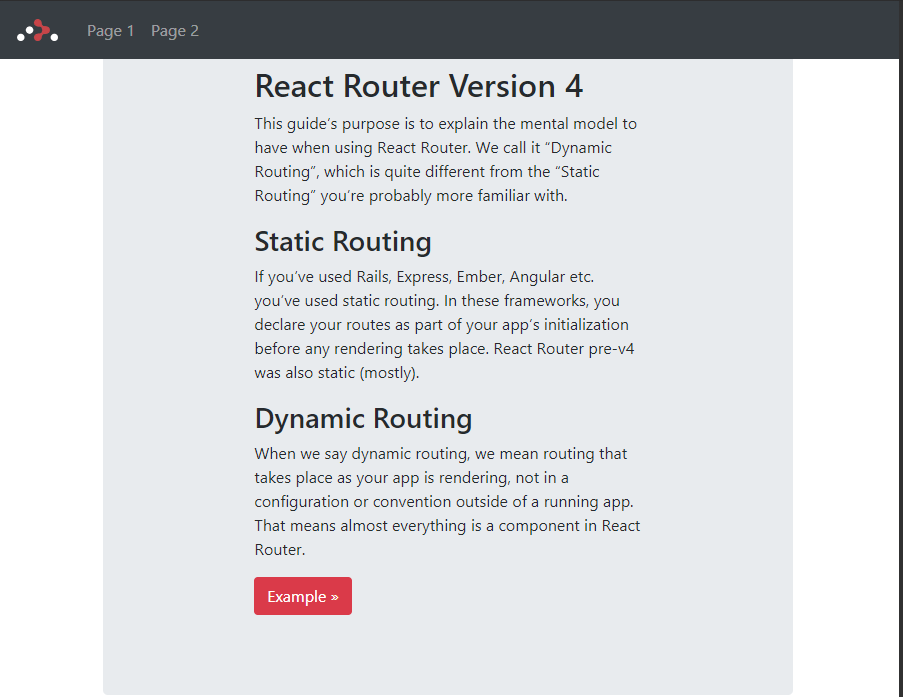 Page 1 Page 2
React Router Version 4
This guide’s purpose is to explain the mental model to
have when using React Router. We call it “Dynamic
Routing”, which is quite different from the “Static
Routing” you’re probably more familiar with.
Static Routing
If you’ve used Rails, Express, Ember, Angular etc.
you’ve used static routing. In these frameworks, you
declare your routes as part of your app’s initialization
before any rendering takes place. React Router pre-v4
was also static (mostly).
Dynamic Routing
When we say dynamic routing, we mean routing that
takes place as your app is rendering, not in a
configuration or convention outside of a running app.
That means almost everything is a component in React
Router.
Example »